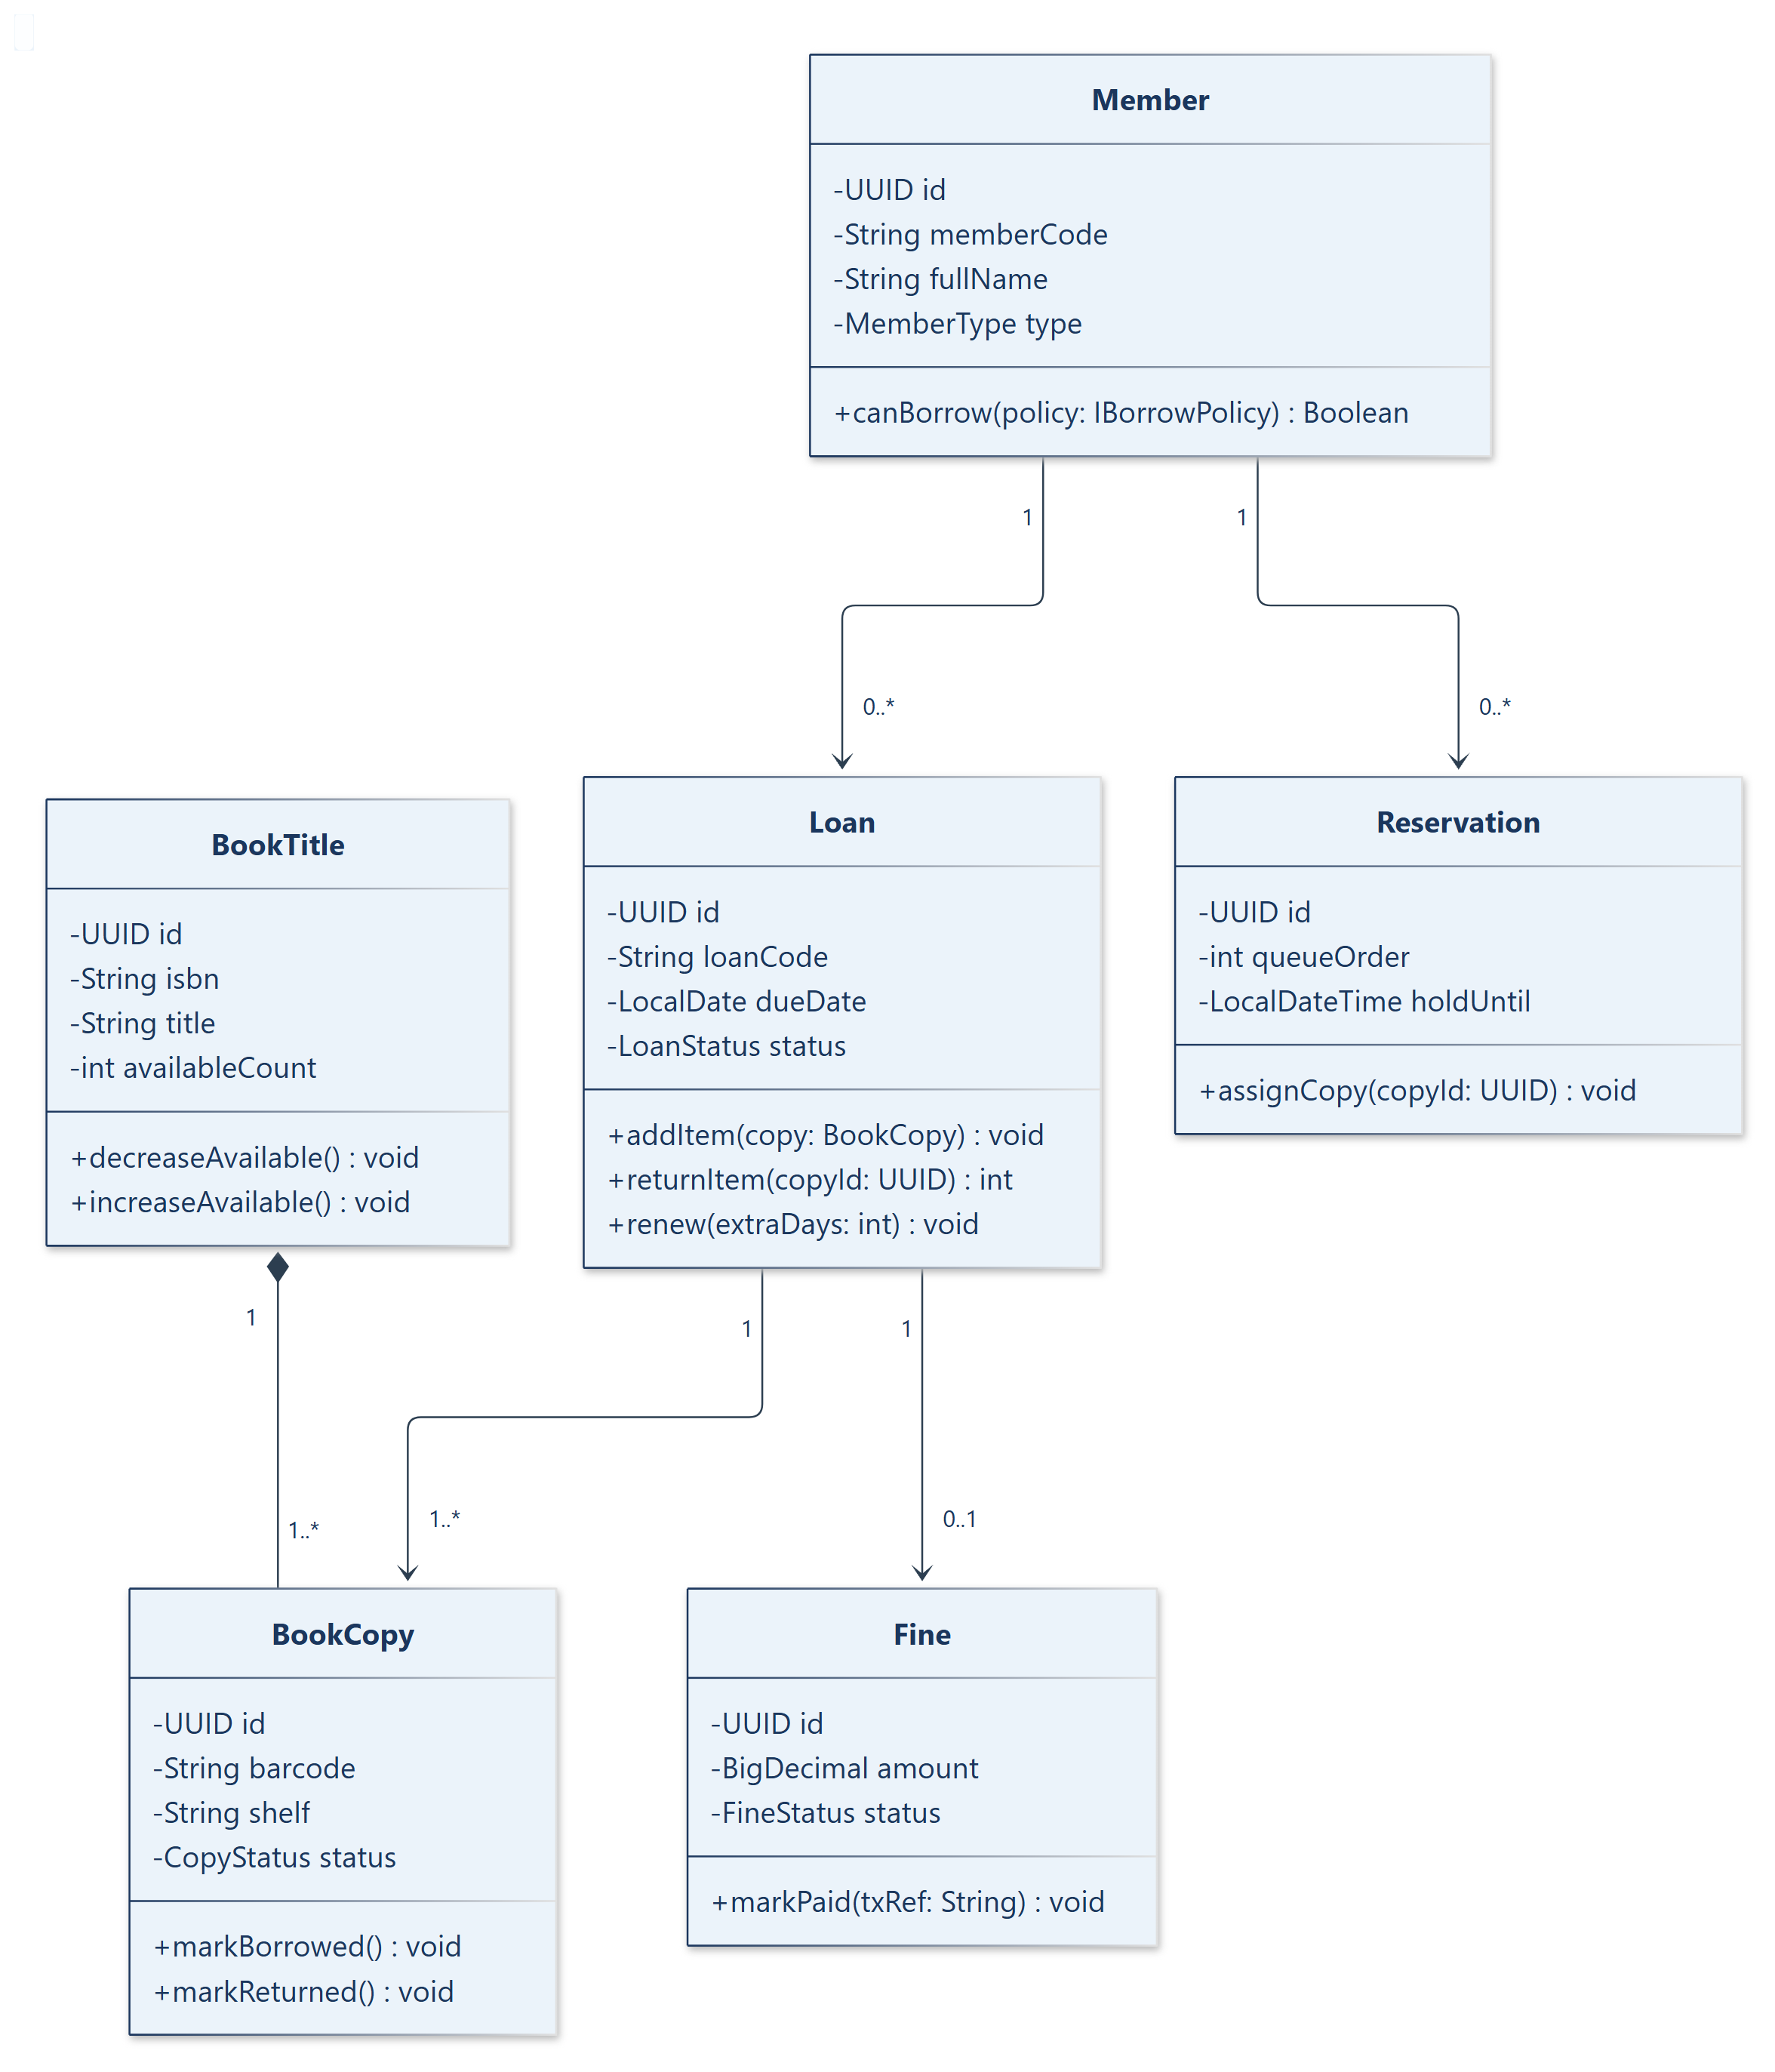 Member
-UUID id
-String memberCode
-String fullName
-MemberType type
+canBorrow(policy: IBorrowPolicy) : Boolean
1
1
0..*
0..*
BookTitle
-UUID id
-String isbn
-String title
-int availableCount
+decreaseAvailable() : void
+increaseAvailable() : void
Loan
-UUID id
-String loanCode
-LocalDate dueDate
-LoanStatus status
+addItem(copy: BookCopy) : void
+returnItem(copyId: UUID) : int
+renew(extraDays: int) : void
Reservation
-UUID id
-int queueOrder
-LocalDateTime holdUntil
+assignCopy(copyId: UUID) : void
1
1
1
1..*
1..*
0..1
BookCopy
-UUID id
-String barcode
-String shelf
-CopyStatus status
+markBorrowed() : void
+markReturned() : void
Fine
-UUID id
-BigDecimal amount
-FineStatus status
+markPaid(txRef: String) : void